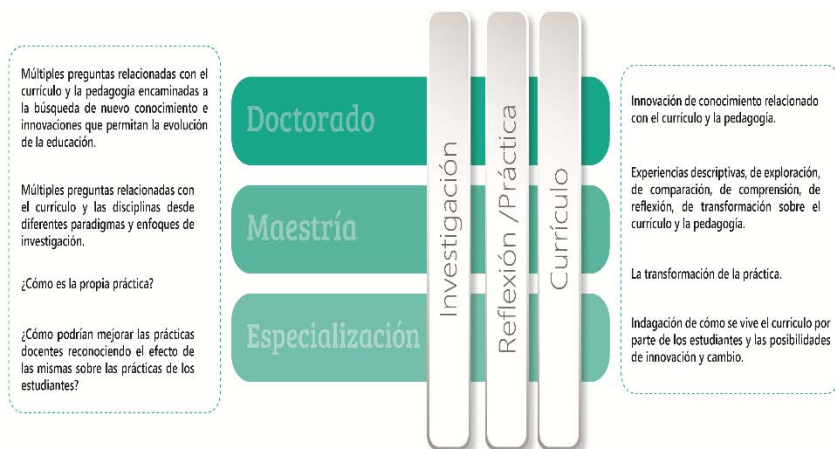 Múltiples preguntas relacionadas con el
currículo y la pedagogía encaminadas a
la búsqueda de nuevo conocimiento e
innovaciones que permitan la evolución
de la educación.
Múltiples preguntas relacionadas con
el currículo y las disciplinas desde
diferentes paradigmas y enfoques de
investigación.
¿Cómo es la propia práctica?
¿Cómo podrían mejorar las prácticas
docentes reconociendo el efecto de
las mismas sobre las prácticas de los
estudiantes?
Doctorado
Maestría
Especialización
Investigación
Reflexión /Práctica
Currículo
Innovación de conocimiento relacionado
con el currículo y la pedagogía.
Experiencias descriptivas, de exploración,
de comparación, de comprensión, de
reflexión, de transformación sobre el
currículo y la pedagogía.
La transformación de la práctica.
Indagación de cómo se vive el currículo por
parte de los estudiantes y las posibilidades
de innovación y cambio.